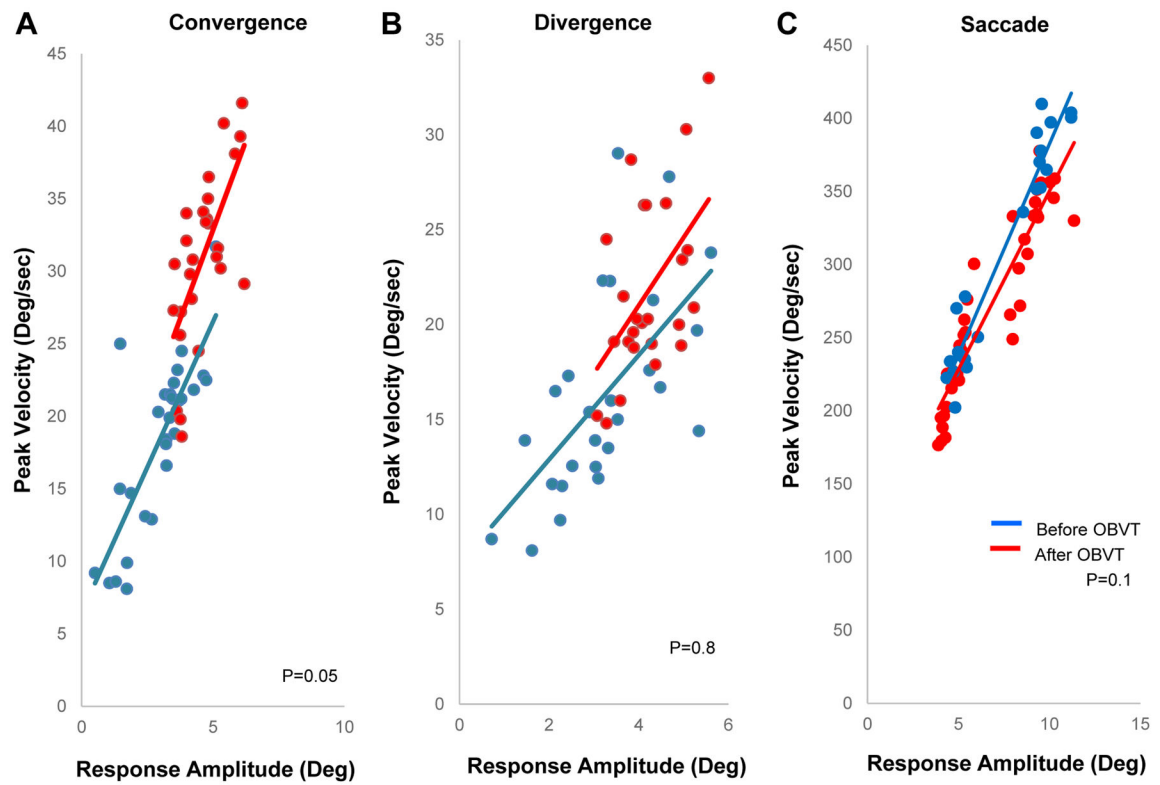 A Convergence
45
40
35
30
25
20
15
10
5
0
0 5 10
Peak Velocity (Deg/sec)
Response Amplitude (Deg)
P=0.05
B Divergence
35
30
25
20
15
10
5
0
0 2 4 6
Peak Velocity (Deg/sec)
Response Amplitude (Deg)
P=0.8
C Saccade
450
400
350
300
250
200
150
100
50
0
0 5 10 15
Peak Velocity (Deg/sec)
Response Amplitude (Deg)
Before OBVT
After OBVT
P=0.1